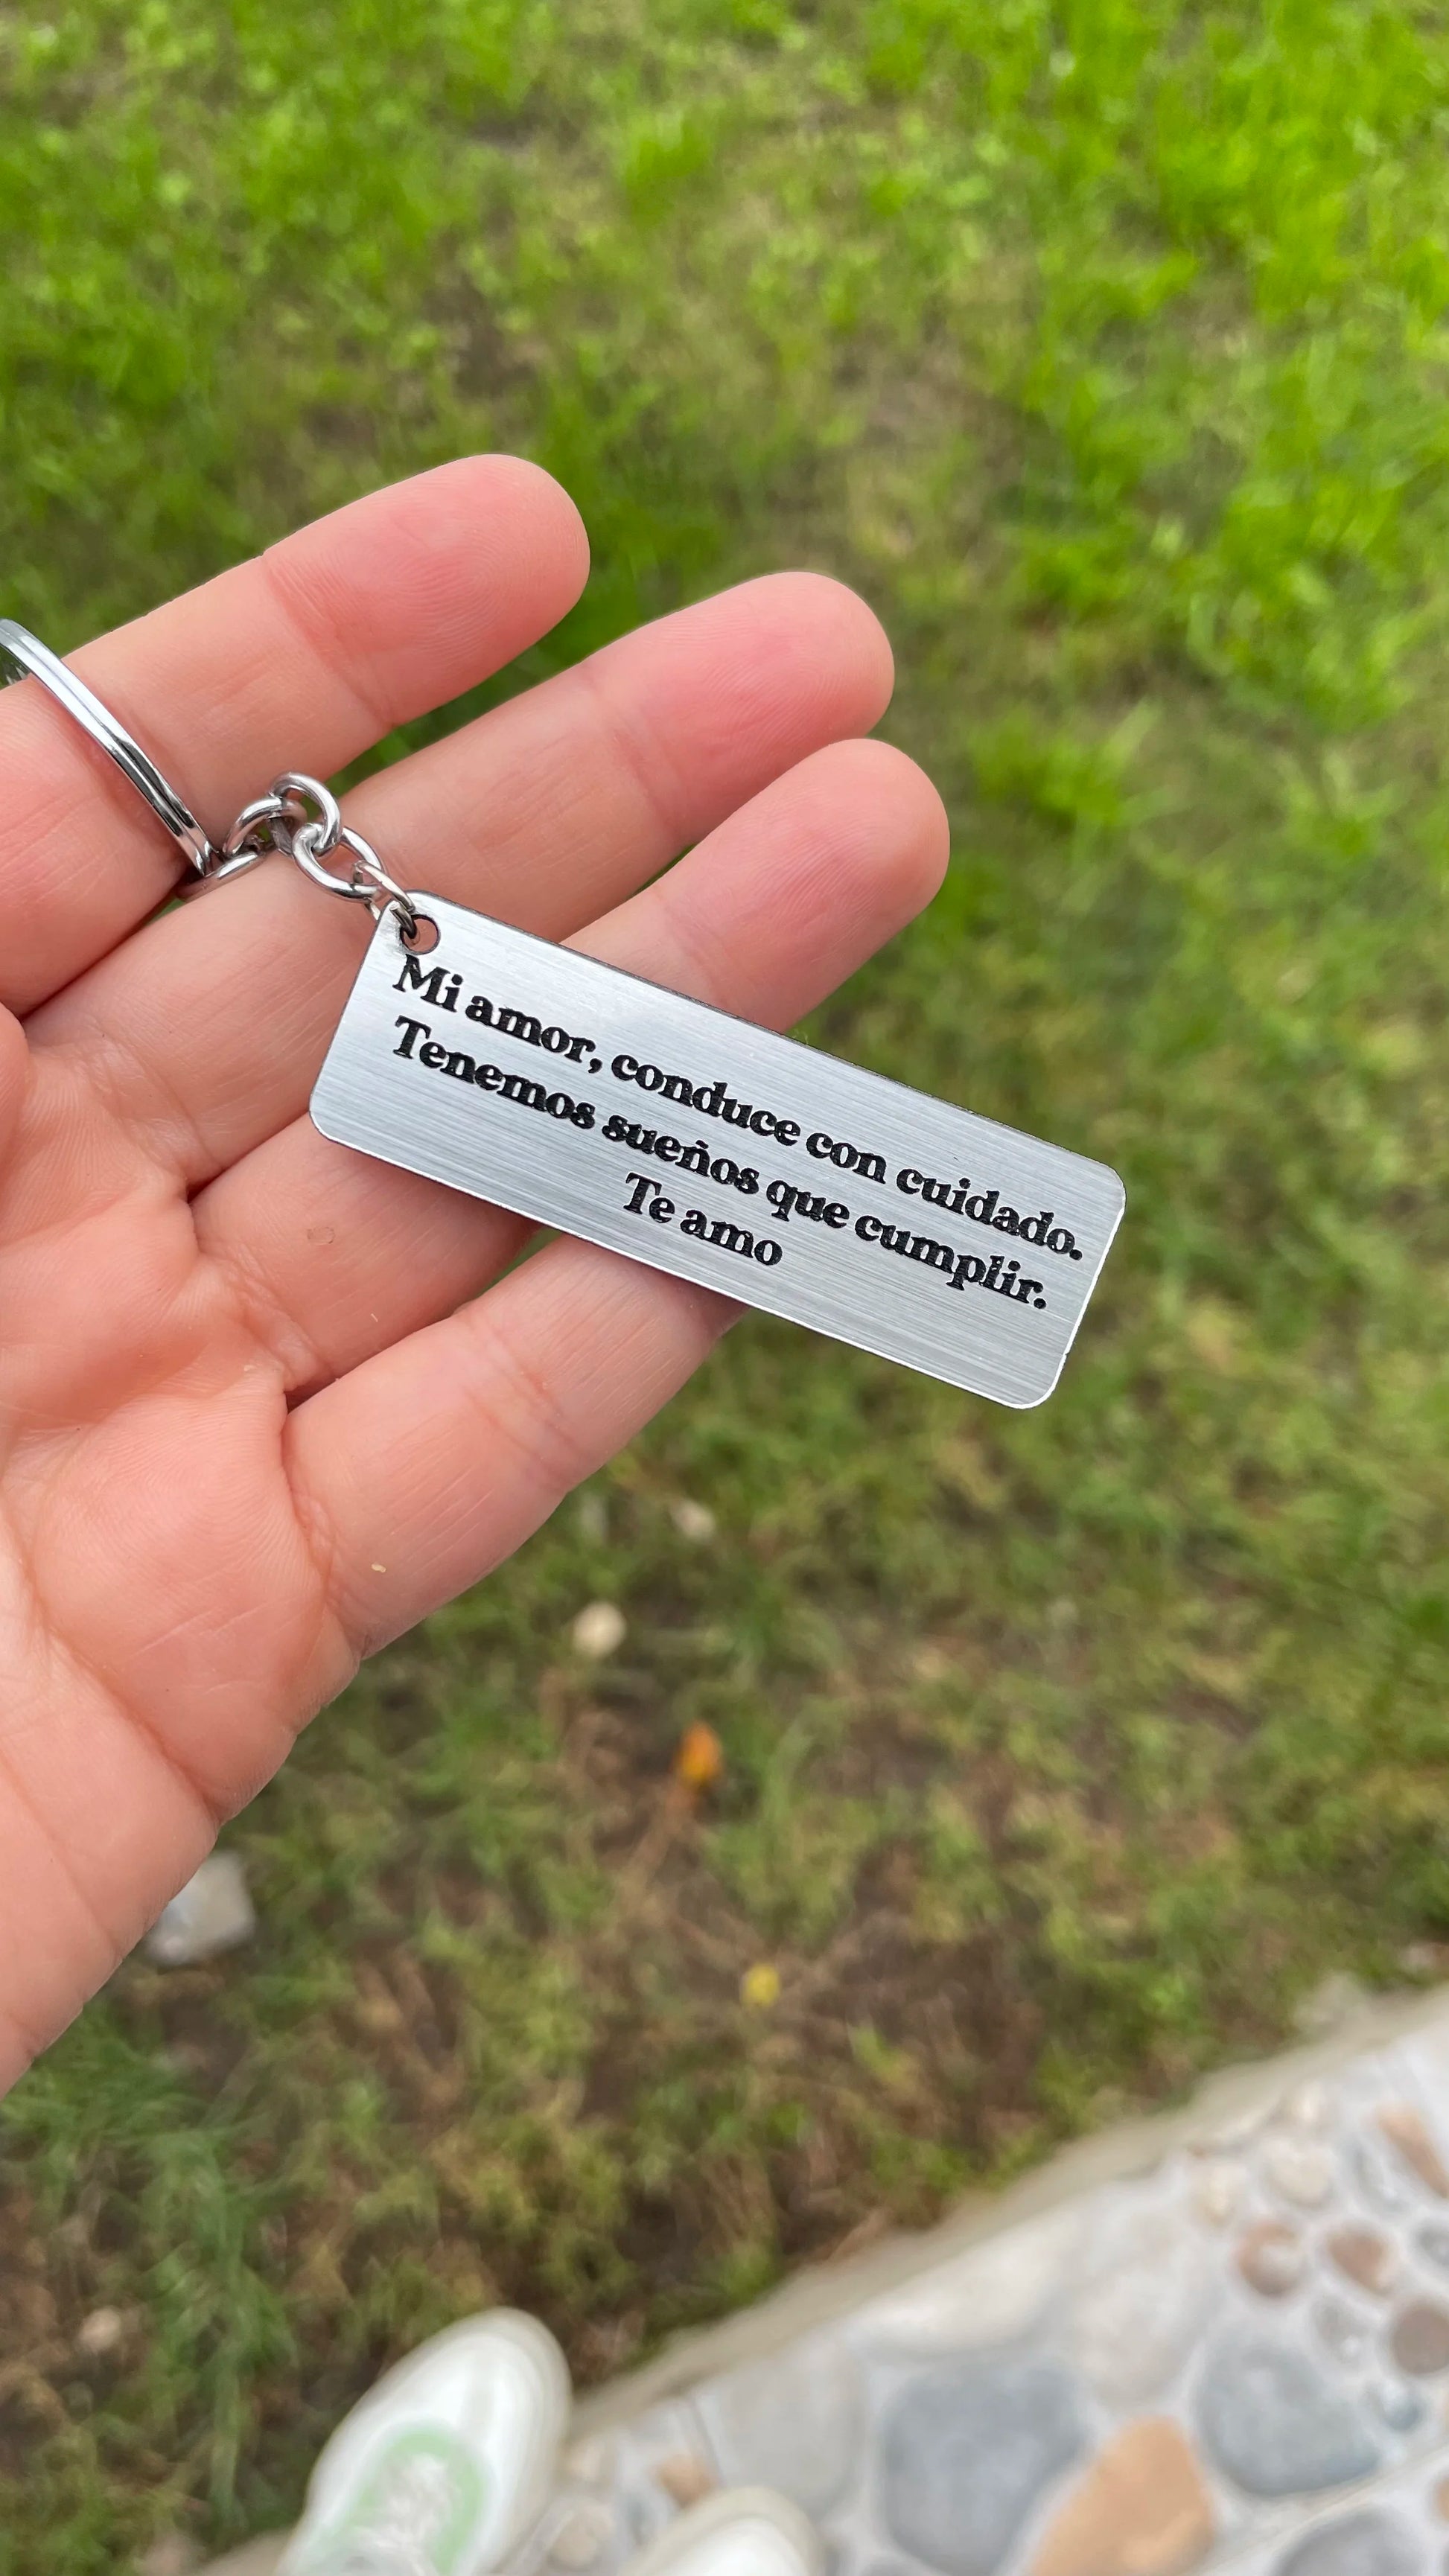 Mi amor, conduce con cuidado.
Tenemos sueños que cumplir.
Te amo